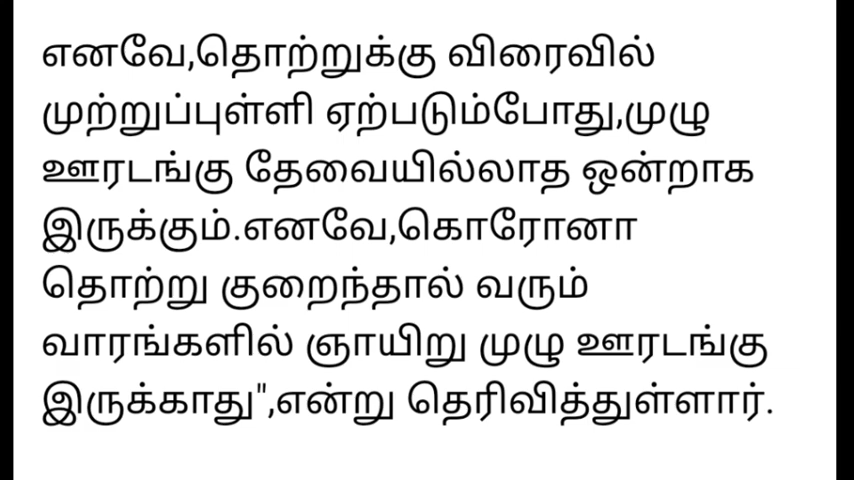 எனவே,தொற்றுக்கு விரைவில்
முற்றுப்புள்ளி ஏற்படும்போது,முழு
ஊரடங்கு தேவையில்லாத ஒன்றாக
இருக்கும்.எனவே,கொரோனா
தொற்று குறைந்தால் வரும்
வாரங்களில் ஞாயிறு முழு ஊரடங்கு
இருக்காது",என்று தெரிவித்துள்ளார்.